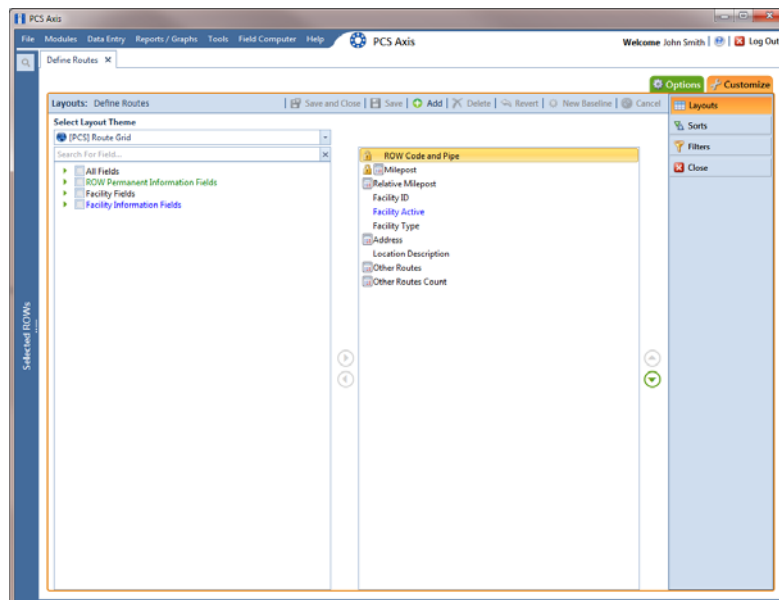 PCS Axis
File Modules Data Entry Reports / Graphs Tools Field Computer Help PCS Axis Welcome John Smith Log Out
Define Routes
Options Customize
Layouts: Define Routes Save and Close Save Add Delete Revert New Baseline Cancel Layouts
Select Layout Theme Sorts
[PCS] Route Grid Filters
Search For Field... ROW Code and Pipe
All Fields Milepost Close
ROW Permanent Information Fields Relative Milepost
Facility Fields Facility ID
Facility Information Fields Facility Active
Facility Type
Address
Location Description
Other Routes
Other Routes Count
Selected ROWs